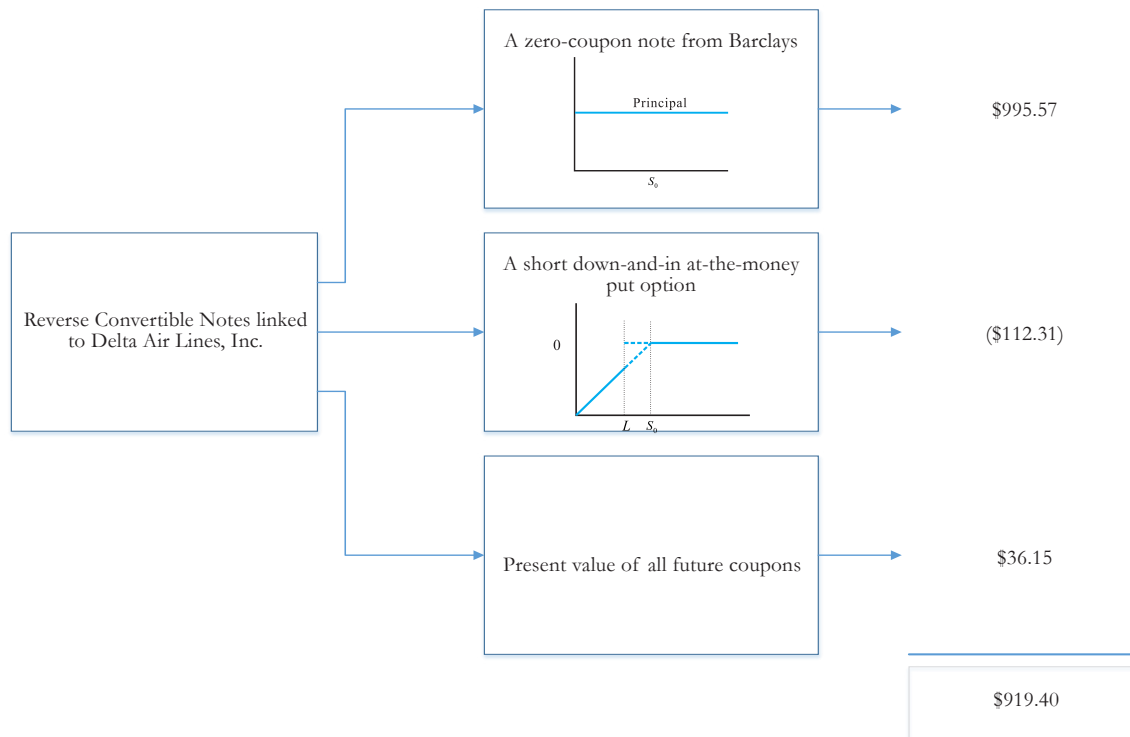 A zero-coupon note from Barclays
Principal
S₀
$995.57
Reverse Convertible Notes linked
to Delta Air Lines, Inc.
A short down-and-in at-the-money
put option
0
L S₀
($112.31)
Present value of all future coupons
$36.15
$919.40